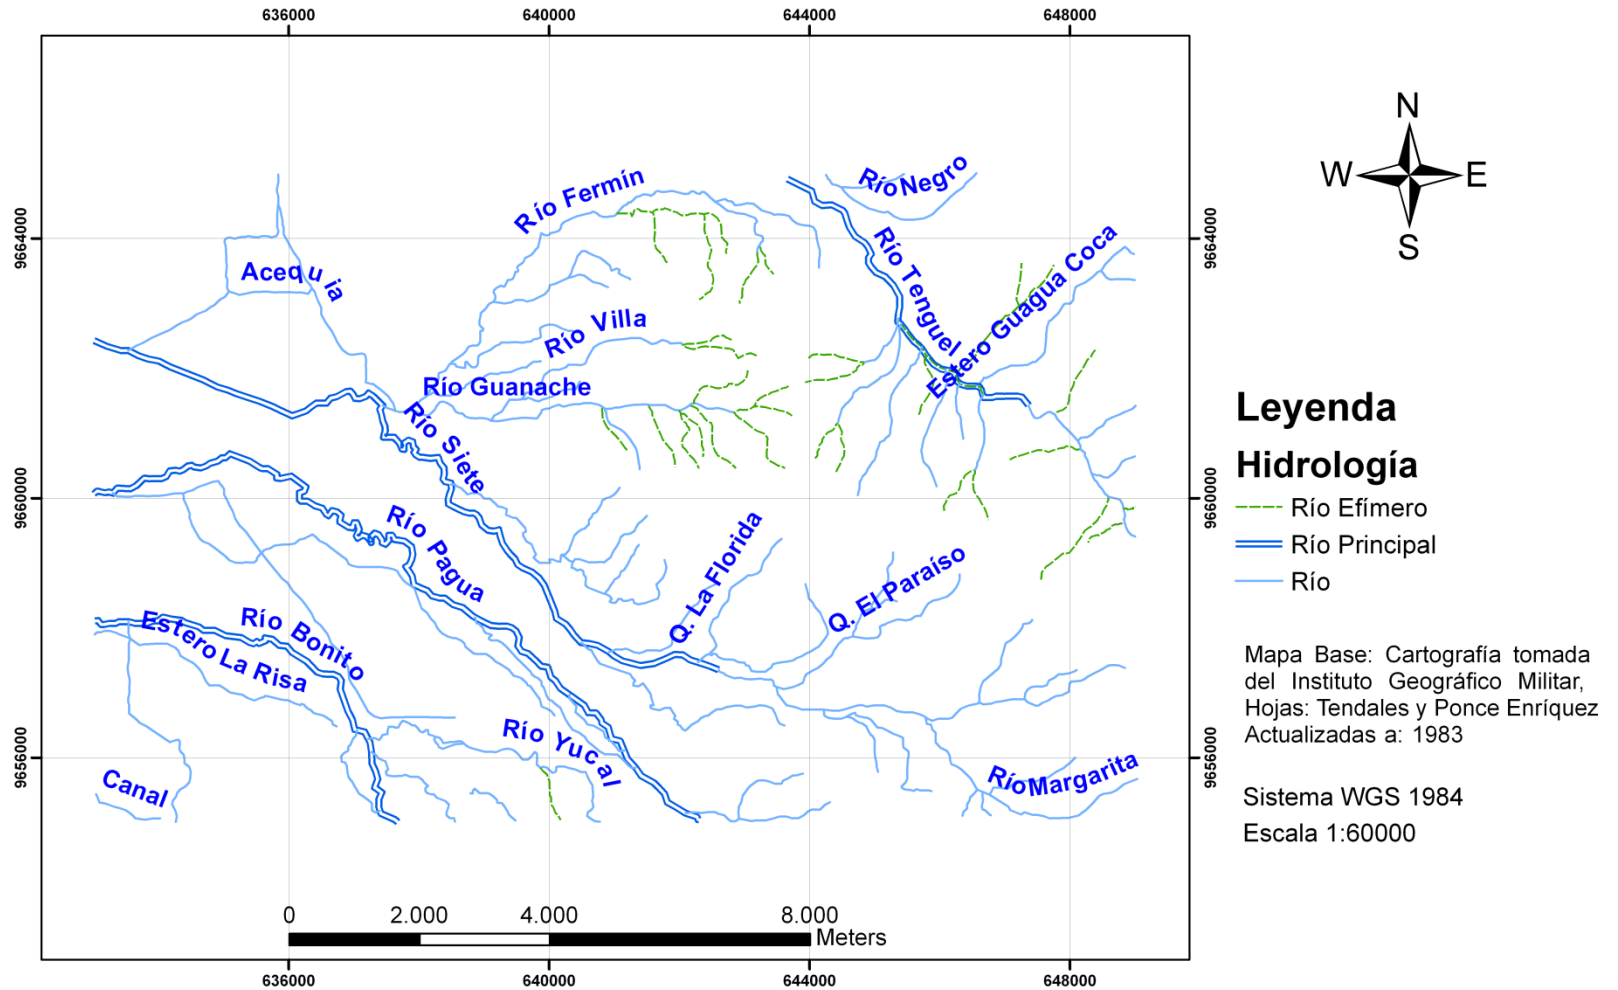 636000
640000
644000
648000
9664000
9660000
9656000
9664000
9660000
9656000
Río Fermín
Río Negro
Acequia
Río Tenguel
Estero Guagua Coca
Río Villa
Río Guanache
Río Siete
Río Pagua
Q. La Florida
Q. El Paraíso
Río Bonito
Estero La Risa
Río Yucal
Río Margarita
Canal
0
2.000
4.000
8.000
Meters
636000
640000
644000
648000
N
W
E
S
Leyenda
Hidrología
Río Efímero
Río Principal
Río
Mapa Base: Cartografía tomada
del Instituto Geográfico Militar,
Hojas: Tendales y Ponce Enríquez
Actualizadas a: 1983
Sistema WGS 1984
Escala 1:60000